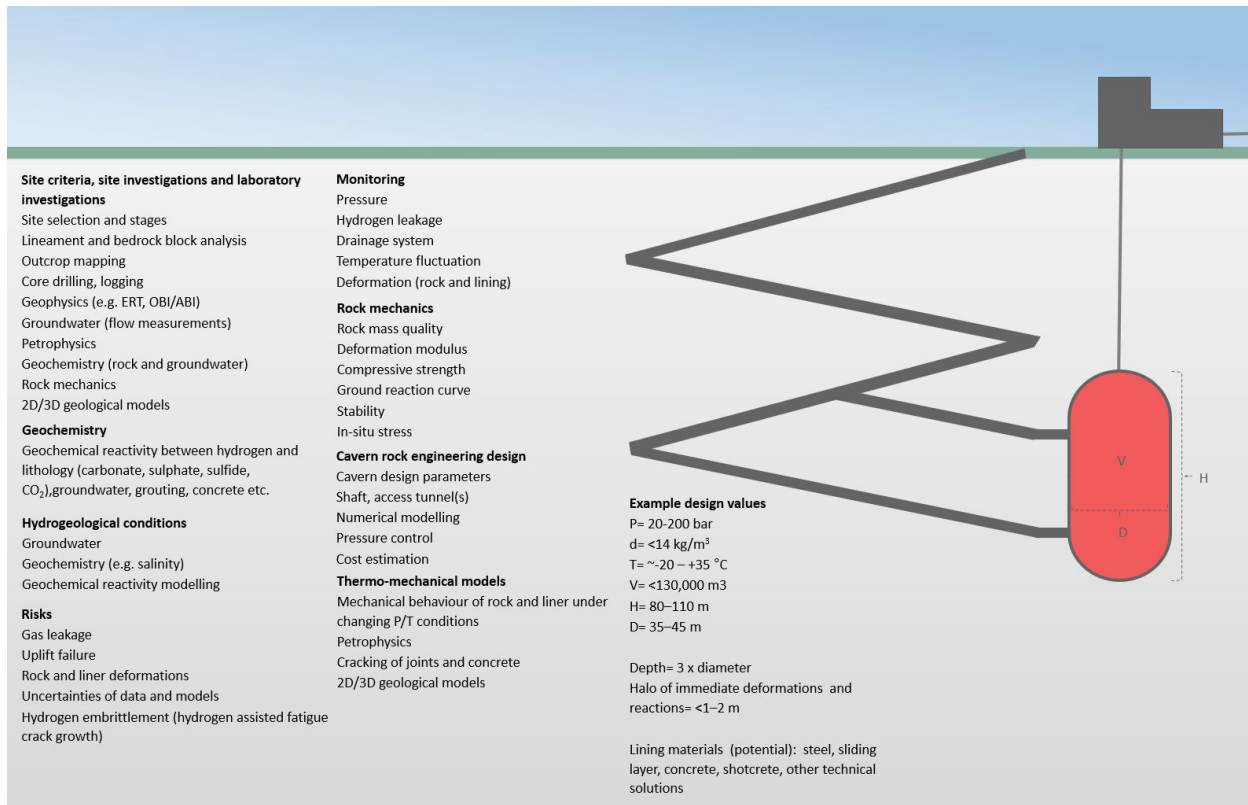 Site criteria, site investigations and laboratory
investigations
Site selection and stages
Lineament and bedrock block analysis
Outcrop mapping
Core drilling, logging
Geophysics (e.g. ERT, OBI/ABI)
Groundwater (flow measurements)
Petrophysics
Geochemistry (rock and groundwater)
Rock mechanics
2D/3D geological models
Geochemistry
Geochemical reactivity between hydrogen and
lithology (carbonate, sulphate, sulfide,
CO₂),groundwater, grouting, concrete etc.
Hydrogeological conditions
Groundwater
Geochemistry (e.g. salinity)
Geochemical reactivity modelling
Risks
Gas leakage
Uplift failure
Rock and liner deformations
Uncertainties of data and models
Hydrogen embrittlement (hydrogen assisted fatigue
crack growth)
Monitoring
Pressure
Hydrogen leakage
Drainage system
Temperature fluctuation
Deformation (rock and lining)
Rock mechanics
Rock mass quality
Deformation modulus
Compressive strength
Ground reaction curve
Stability
In-situ stress
Cavern rock engineering design
Cavern design parameters
Shaft, access tunnel(s)
Numerical modelling
Pressure control
Cost estimation
Thermo-mechanical models
Mechanical behaviour of rock and liner under
changing P/T conditions
Petrophysics
Cracking of joints and concrete
2D/3D geological models
Example design values
P= 20-200 bar
d= <14 kg/m³
T= ~-20 – +35 °C
V= <130,000 m3
H= 80–110 m
D= 35–45 m
Depth= 3 x diameter
Halo of immediate deformations and
reactions= <1–2 m
Lining materials (potential): steel, sliding
layer, concrete, shotcrete, other technical
solutions
V
H
D